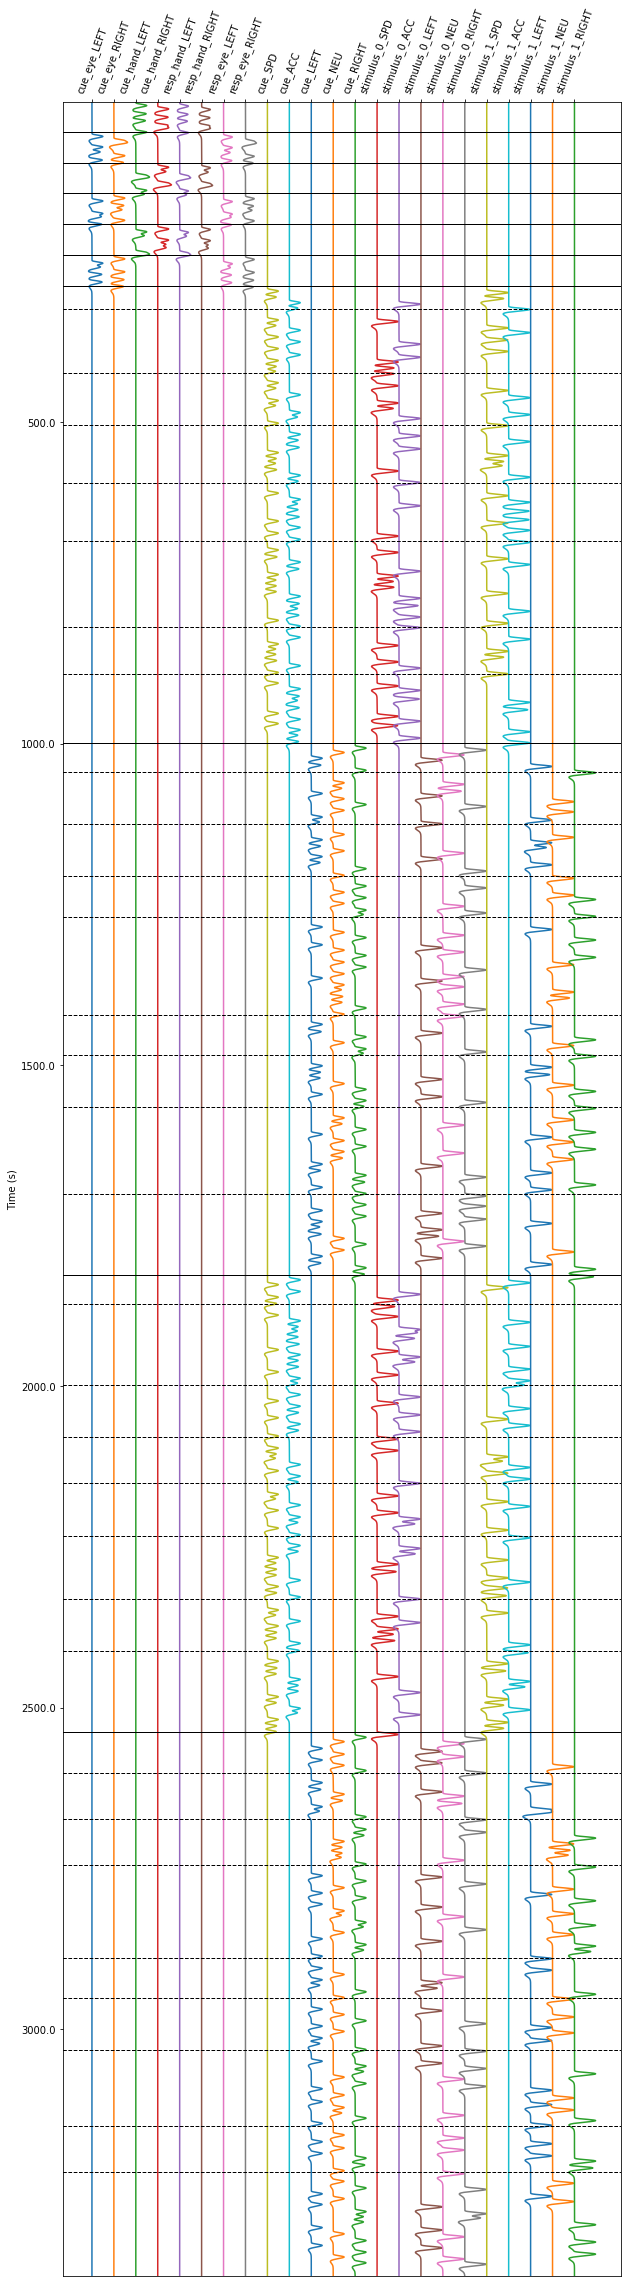 cue_eye_LEFT
cue_eye_RIGHT
cue_hand_LEFT
cue_hand_RIGHT
resp_hand_LEFT
resp_hand_RIGHT
resp_eye_LEFT
resp_eye_RIGHT
cue_SPD
cue_ACC
cue_LEFT
cue_NEU
cue_RIGHT
stimulus_0_SPD
stimulus_0_ACC
stimulus_0_LEFT
stimulus_0_NEU
stimulus_0_RIGHT
stimulus_1_SPD
stimulus_1_ACC
stimulus_1_LEFT
stimulus_1_NEU
stimulus_1_RIGHT
500.0
1000.0
1500.0
Time (s)
2000.0
2500.0
3000.0